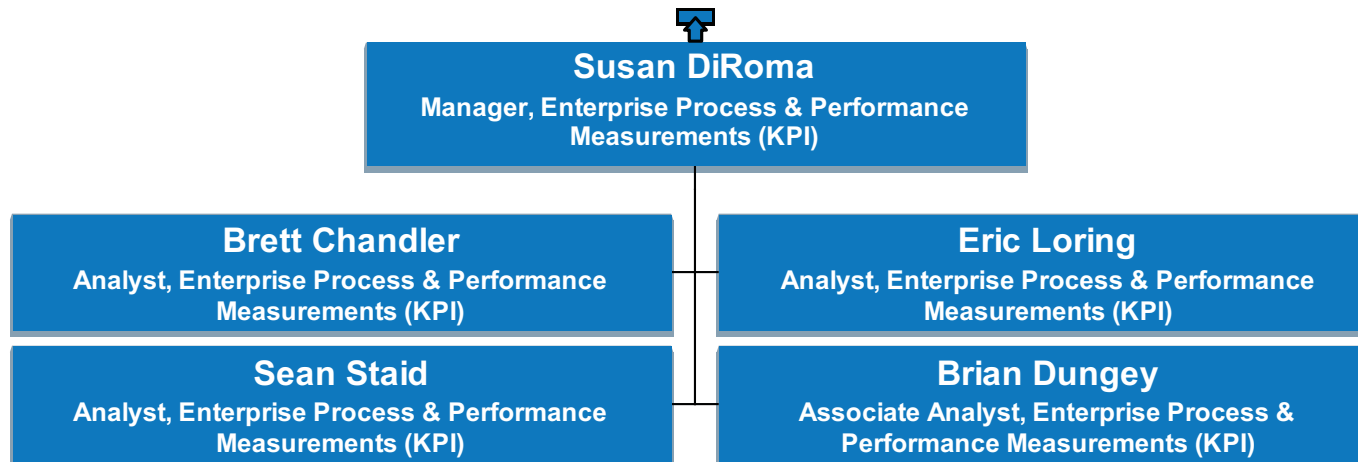 Susan DiRoma
Manager, Enterprise Process & Performance
Measurements (KPI)
Brett Chandler
Analyst, Enterprise Process & Performance
Measurements (KPI)
Eric Loring
Analyst, Enterprise Process & Performance
Measurements (KPI)
Sean Staid
Analyst, Enterprise Process & Performance
Measurements (KPI)
Brian Dungey
Associate Analyst, Enterprise Process &
Performance Measurements (KPI)